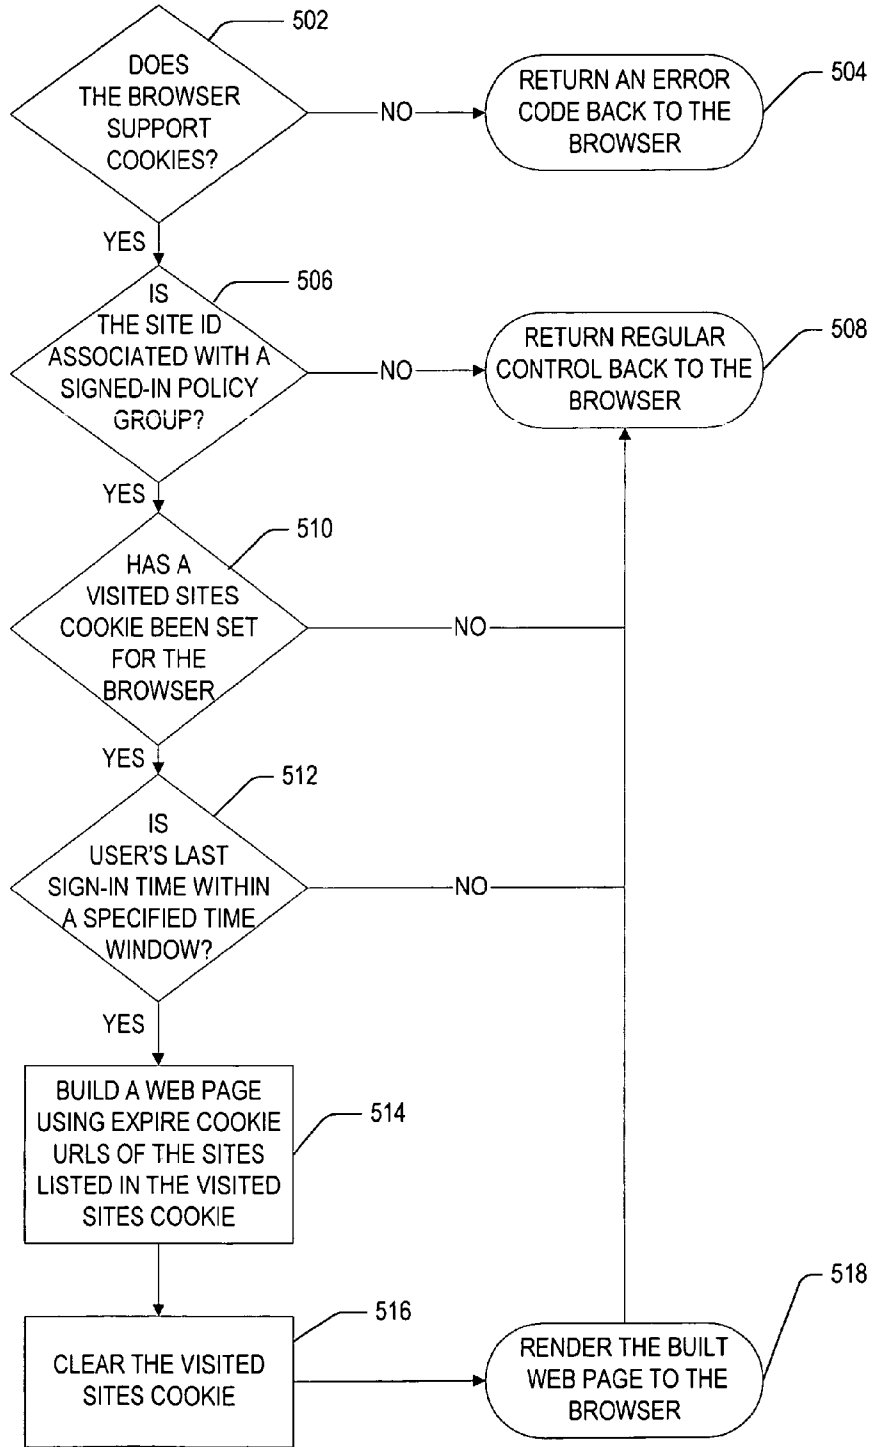 502
DOES
THE BROWSER
SUPPORT
COOKIES?
NO
RETURN AN ERROR
CODE BACK TO THE
BROWSER
504
YES
506
IS
THE SITE ID
ASSOCIATED WITH A
SIGNED-IN POLICY
GROUP?
NO
RETURN REGULAR
CONTROL BACK TO THE
BROWSER
508
YES
510
HAS A
VISITED SITES
COOKIE BEEN SET
FOR THE
BROWSER
NO
YES
512
IS
USER'S LAST
SIGN-IN TIME WITHIN
A SPECIFIED TIME
WINDOW?
NO
YES
BUILD A WEB PAGE
USING EXPIRE COOKIE
URLS OF THE SITES
LISTED IN THE VISITED
SITES COOKIE
514
516
CLEAR THE VISITED
SITES COOKIE
RENDER THE BUILT
WEB PAGE TO THE
BROWSER
518